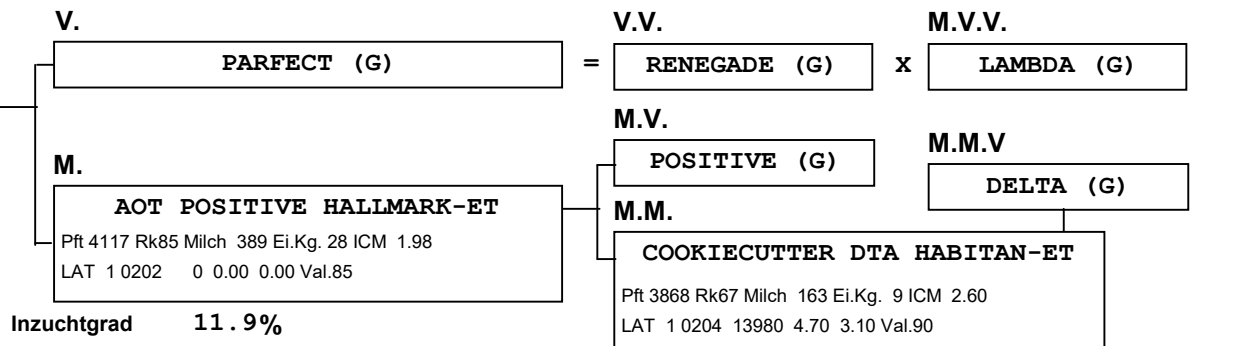 V.
PARFECT (G)
=
V.V.
RENEGADE (G)
X
M.V.V.
LAMBDA (G)
M.
AOT POSITIVE HALLMARK-ET
Pft 4117 Rk85 Milch 389 Ei.Kg. 28 ICM 1.98
LAT 1 0202 0 0.00 0.00 Val.85
M.V.
POSITIVE (G)
M.M.V
DELTA (G)
M.M.
COOKIECUTTER DTA HABITAN-ET
Pft 3868 Rk67 Milch 163 Ei.Kg. 9 ICM 2.60
LAT 1 0204 13980 4.70 3.10 Val.90
Inzuchtgrad 11.9%